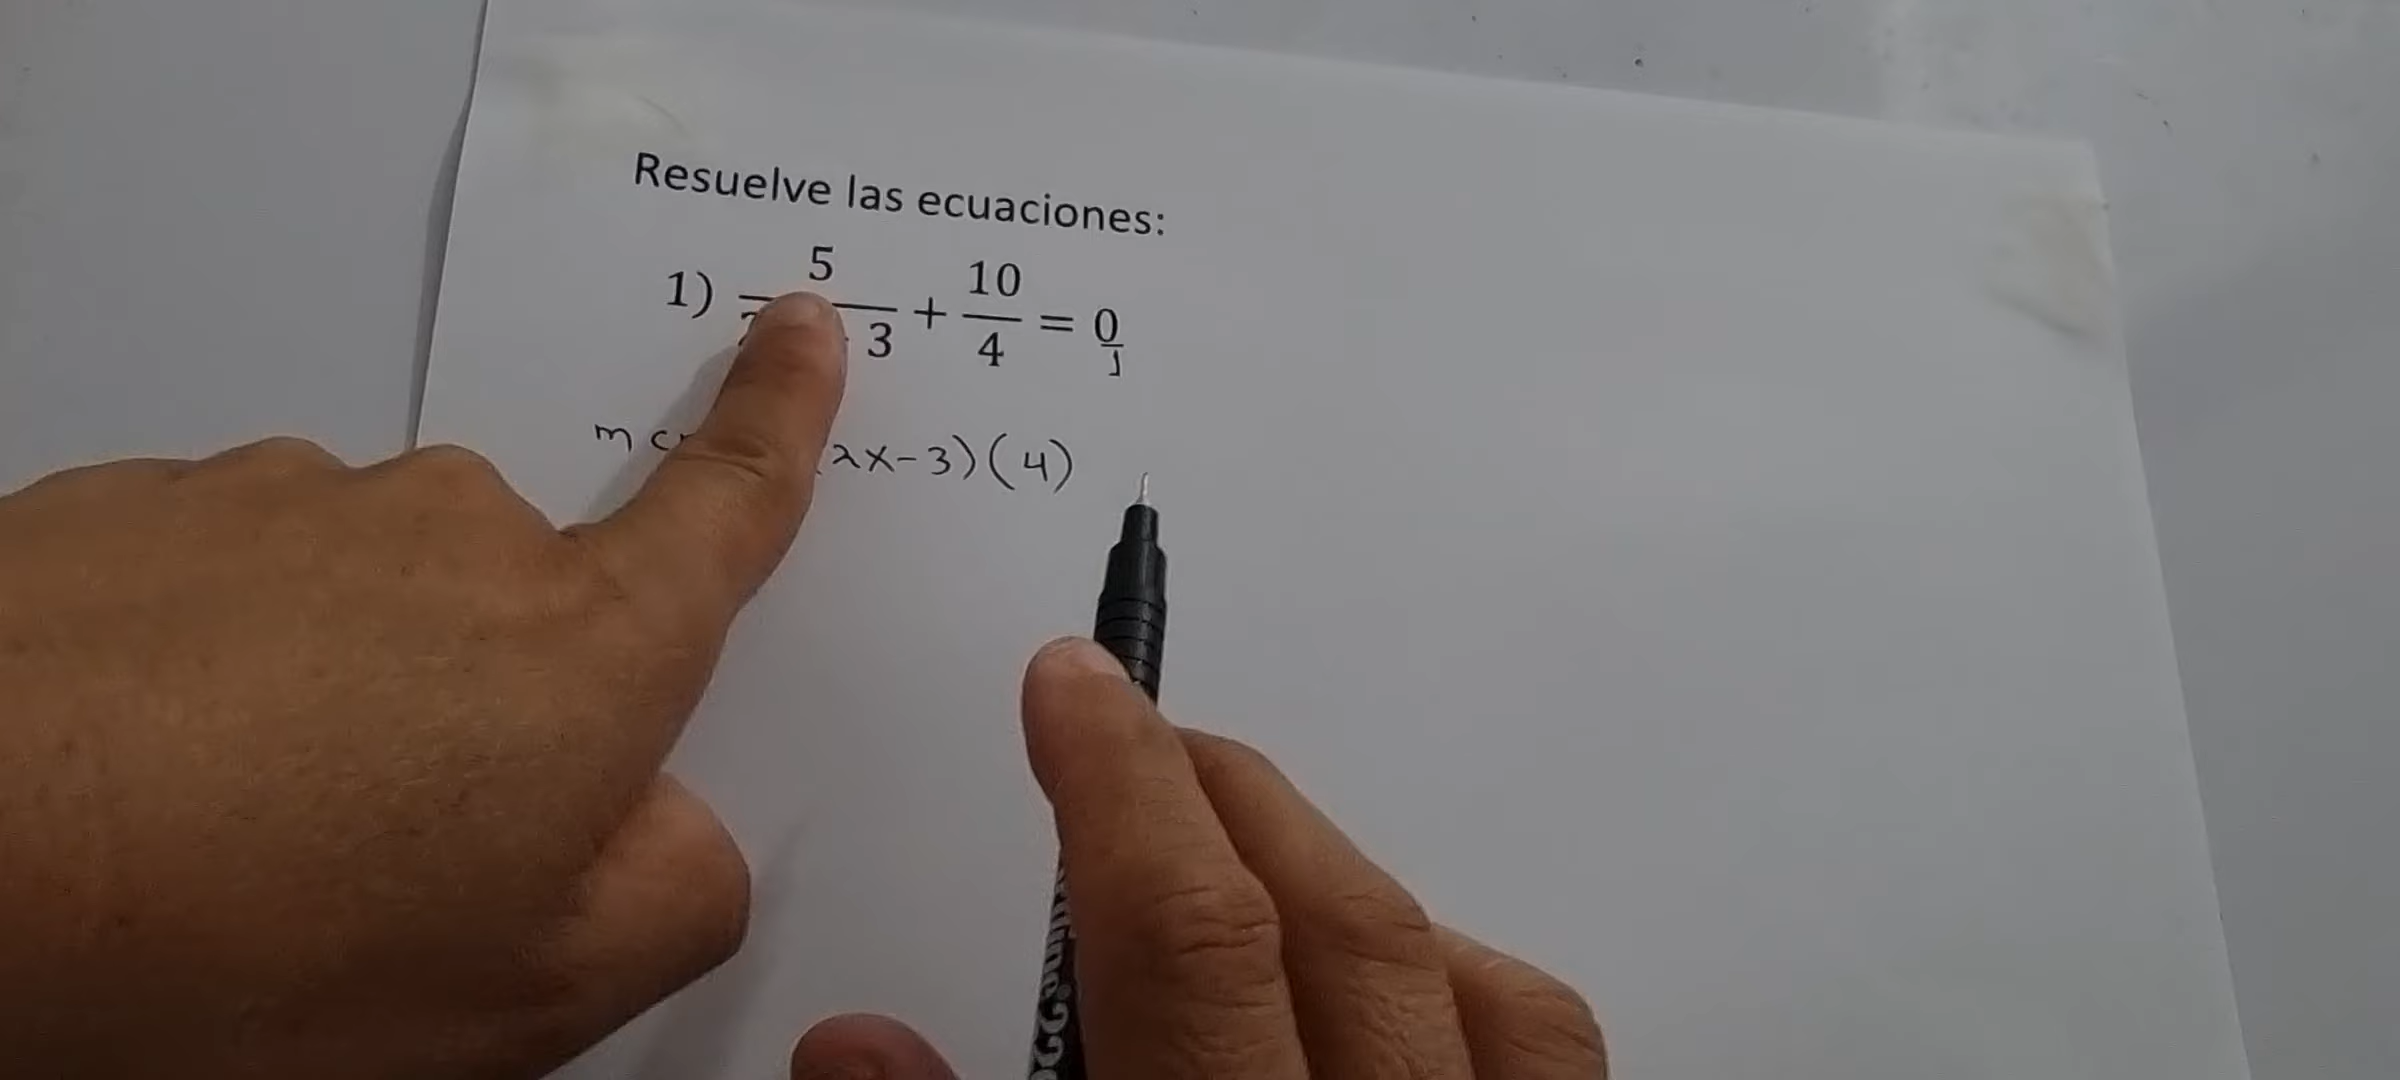 Resuelve las ecuaciones:
1) 5/3 + 10/4 = 0/1
m c (2x-3)(4)